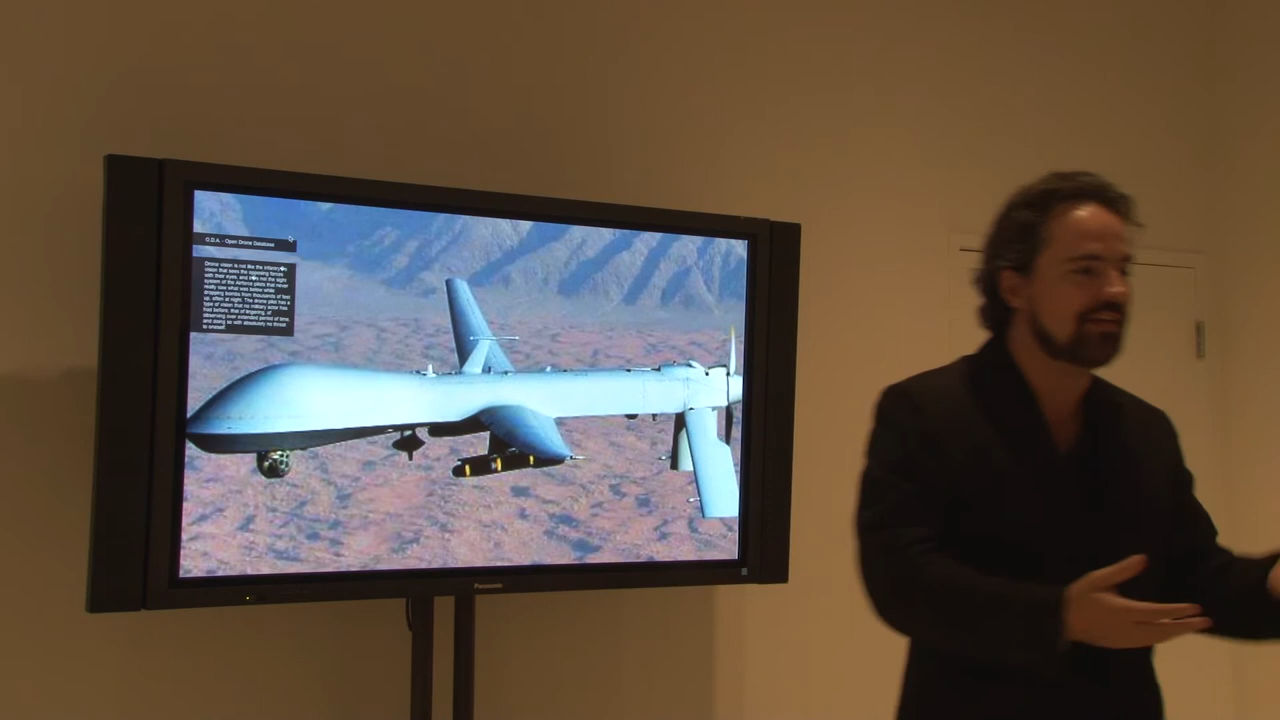 O.D.A. - Open Drone Database
Drone vision is not like the infantry�s
vision that sees the opposing forces
with their eyes, and it�s not the sight
system of the Airforce pilots that never
really saw what was below while
dropping bombs from thousands of feet
up, often at night. The drone pilot has a
type of vision that no military actor has
had before, that of lingering, of
observing over extended period of time,
and doing so with absolutely no threat
to oneself.
Panasonic